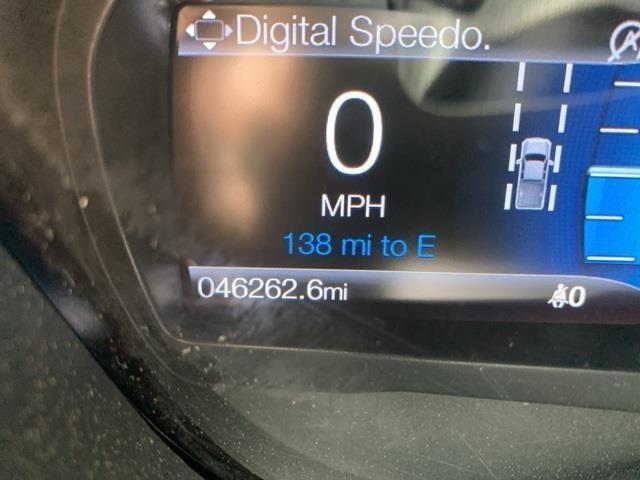 Digital Speedo.
0
MPH
138 mi to E
046262.6mi
0